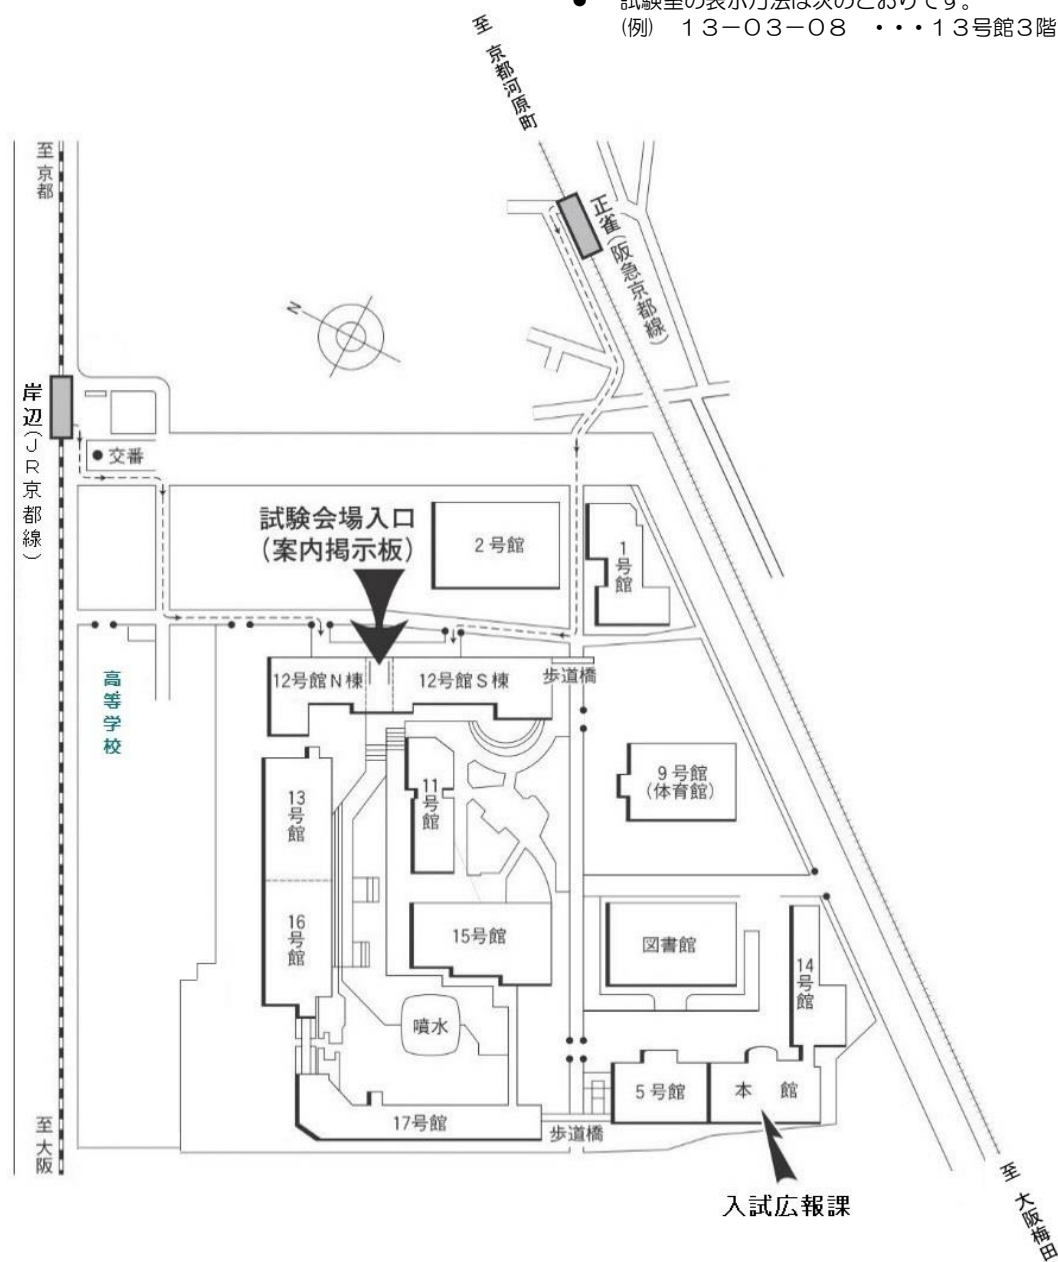 ● 試験室の表示方法は次のとおりです。
(例) １３－０３－０８ ・・・１３号館３階
至 京都河原町
至 京都
正雀(阪急京都線)
N
岸辺(ＪＲ京都線)
交番
試験会場入口
(案内掲示板)
2号館
1号館
高等学校
12号館N棟
12号館S棟
歩道橋
9号館
(体育館)
13号館
11号館
16号館
15号館
図書館
14号館
噴水
5号館
本 館
17号館
歩道橋
至 大阪
入試広報課
至 大阪梅田